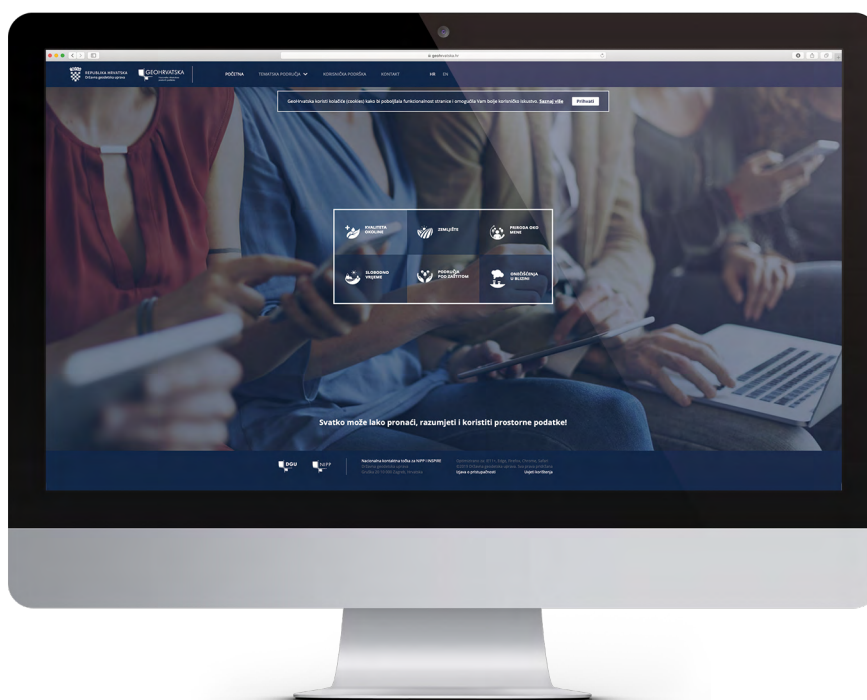 geohrvatska.hr
REPUBLIKA HRVATSKA
Državna geodetska uprava
GEOHRVATSKA
POČETNA
TEMATSKA PODRUČJA
KORISNIČKA PODRŠKA
KONTAKT
HR
EN
GeoHrvatska koristi kolačiće (cookies) kako bi poboljšala funkcionalnost stranice i omogućila Vam bolje korisničko iskustvo. Saznaj više
Prihvati
KVALITETA
OKOLINE
ZEMLJIŠTE
PRIRODA OKO
MENE
SLOBODNO
VRIJEME
PODRUČJA
POD ZAŠTITOM
ONEČIŠĆENJA
U BLIZINI
Svatko može lako pronaći, razumjeti i koristiti prostorne podatke!
DGU
NIPP
Nacionalna kontaktna točka za NIPP i INSPIRE
Državna geodetska uprava
Izjava o pristupačnosti
Uvjeti korištenja